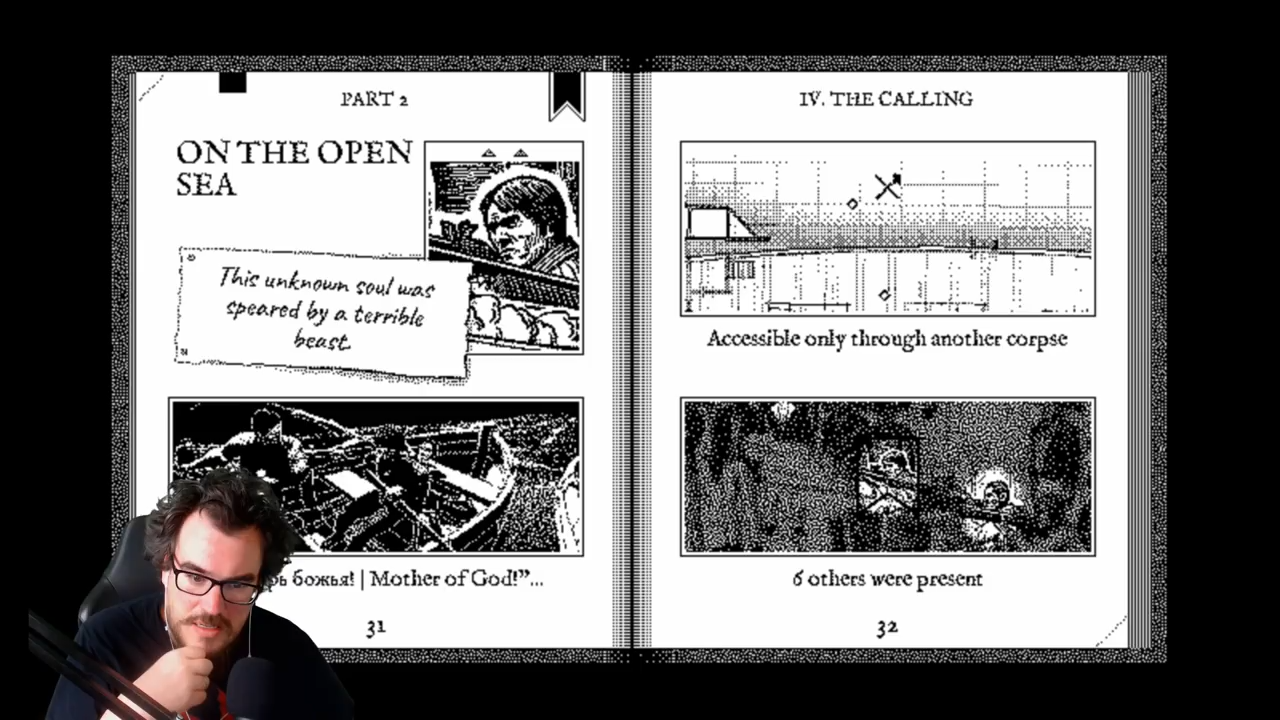 PART 2
ON THE OPEN
SEA
This unknown soul was
speared by a terrible
beast.
божья! | Mother of God!”...
31
IV. THE CALLING
Accessible only through another corpse
6 others were present
32